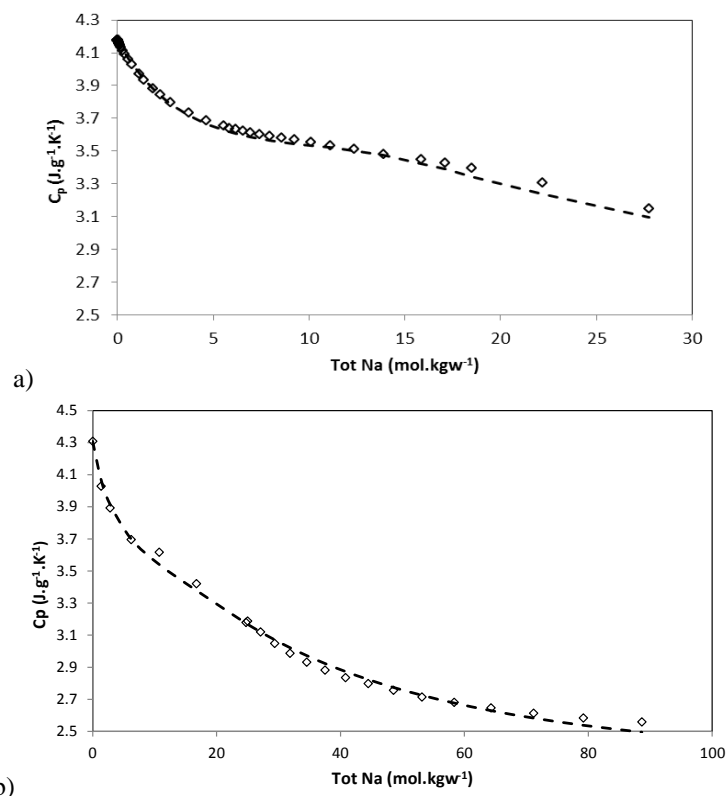 4.3
4.1
3.9
3.7
3.5
3.3
3.1
2.9
2.7
2.5
Cₚ (J.g⁻¹.K⁻¹)
0 5 10 15 20 25 30
Tot Na (mol.kgw⁻¹)
a)
4.5
4.3
4.1
3.9
3.7
3.5
3.3
3.1
2.9
2.7
2.5
Cp (J.g⁻¹.K⁻¹)
0 20 40 60 80 100
Tot Na (mol.kgw⁻¹)
b)